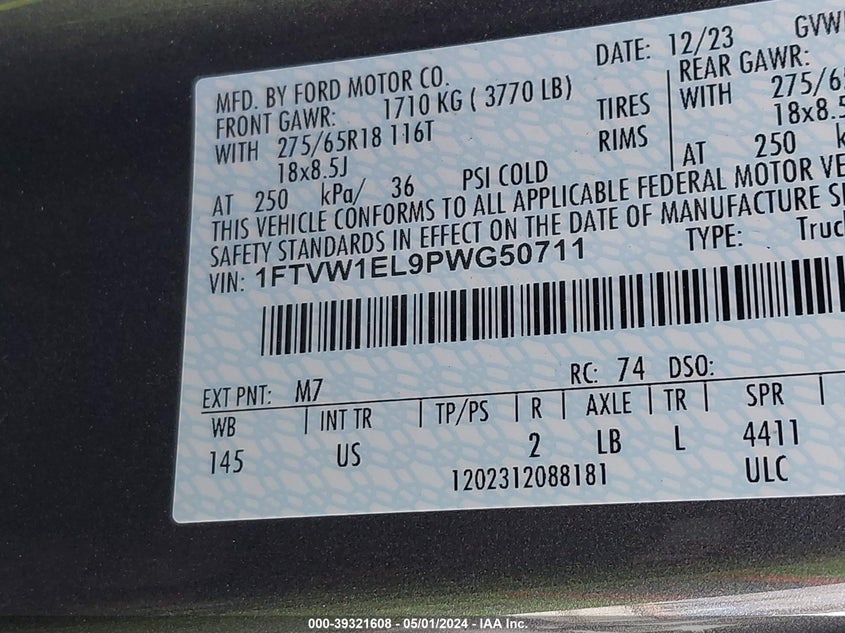 DATE: 12/23 GVW
MFD. BY FORD MOTOR CO.
FRONT GAWR: 1710 KG ( 3770 LB)
REAR GAWR:
WITH 275/65R18 116T TIRES
WITH 275/65
18x8.5J RIMS
18x8.5
AT 250 kPa/ 36 PSI COLD
AT 250 k
THIS VEHICLE CONFORMS TO ALL APPLICABLE FEDERAL MOTOR VE
SAFETY STANDARDS IN EFFECT ON THE DATE OF MANUFACTURE S
VIN: 1FTVW1EL9PWG50711 TYPE: Truc
EXT PNT: M7 RC: 74 DSO:
WB | INT TR | TP/PS | R | AXLE | TR | SPR
145 US 2 LB L 4411
1202312088181 ULC
000-39321608 - 05/01/2024 - IAA Inc.